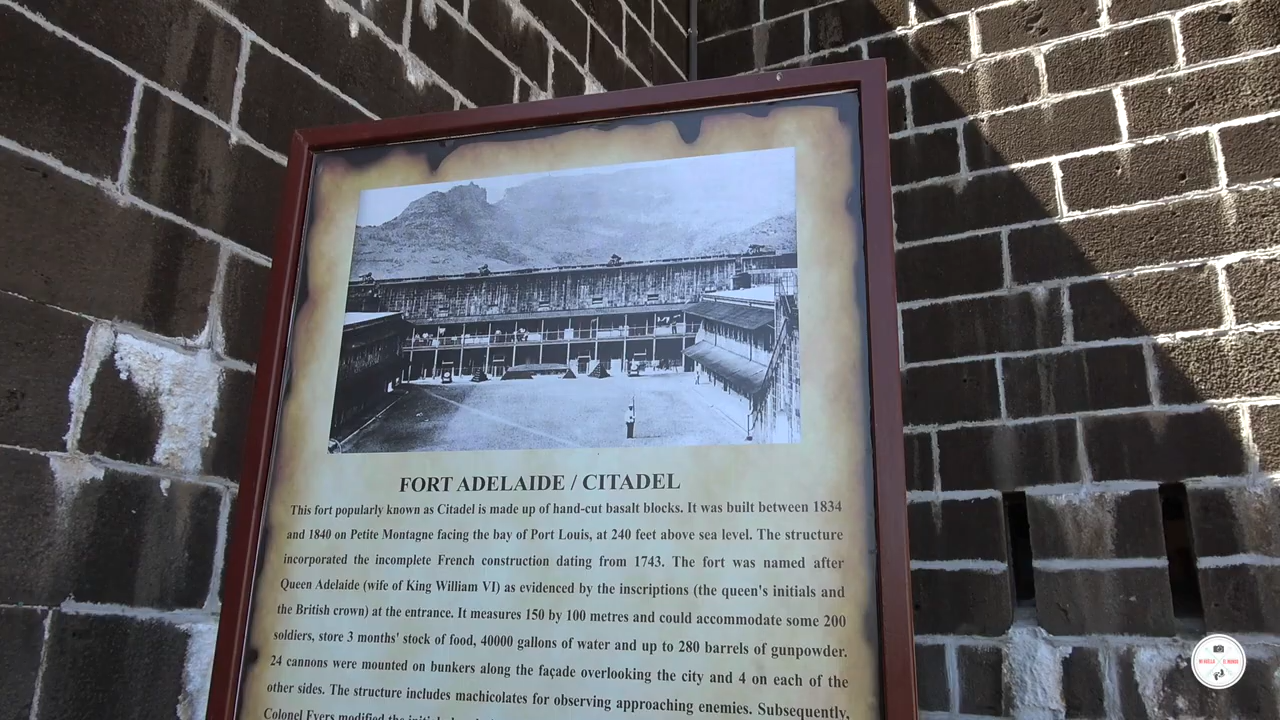 FORT ADELAIDE / CITADEL
This fort popularly known as Citadel is made up of hand-cut basalt blocks. It was built between 1834
and 1840 on Petite Montagne facing the bay of Port Louis, at 240 feet above sea level. The structure
incorporated the incomplete French construction dating from 1743. The fort was named after
Queen Adelaide (wife of King William VI) as evidenced by the inscriptions (the queen's initials and
the British crown) at the entrance. It measures 150 by 100 metres and could accommodate some 200
soldiers, store 3 months' stock of food, 40000 gallons of water and up to 280 barrels of gunpowder.
24 cannons were mounted on bunkers along the façade overlooking the city and 4 on each of the
other sides. The structure includes machicolates for observing approaching enemies. Subsequently,
Colonel Fyers modified the initial
MI HUELLA EL MUNDO